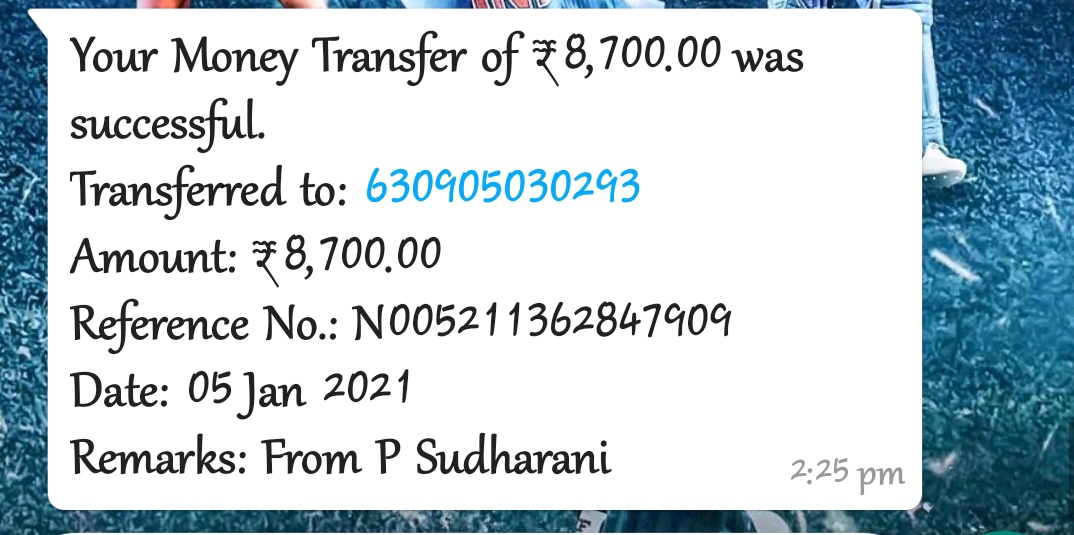 Your Money Transfer of ₹8,700.00 was
successful.
Transferred to: 630905030293
Amount: ₹8,700.00
Reference No.: N005211362847909
Date: 05 Jan 2021
Remarks: From P Sudharani
2:25 pm